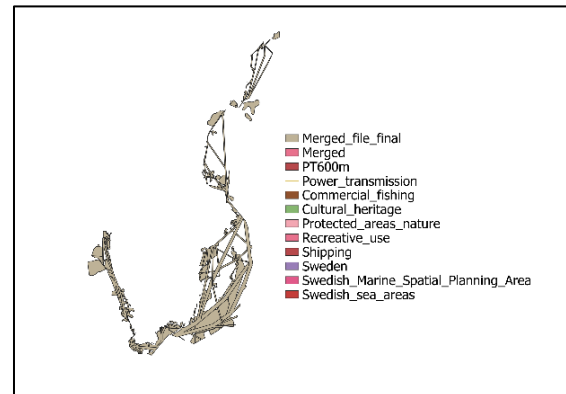 Merged_file_final
Merged
PT600m
Power_transmission
Commercial_fishing
Cultural_heritage
Protected_areas_nature
Recreative_use
Shipping
Sweden
Swedish_Marine_Spatial_Planning_Area
Swedish_sea_areas